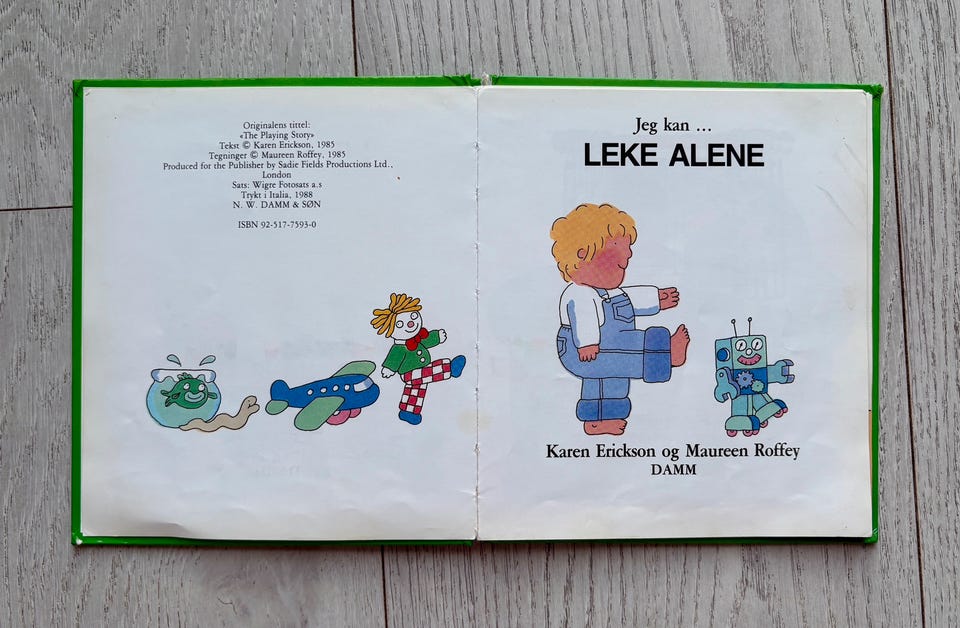 Originalens tittel:
«The Playing Story»
Tekst © Karen Erickson, 1985
Tegninger © Maureen Roffey, 1985
Produced for the Publisher by Sadie Fields Productions Ltd.,
London
Sats: Wigre Fotosats a.s
Trykt i Italia, 1988
N. W. DAMM & SØN
ISBN 92-517-7593-0
Jeg kan ...
LEKE ALENE
Karen Erickson og Maureen Roffey
DAMM